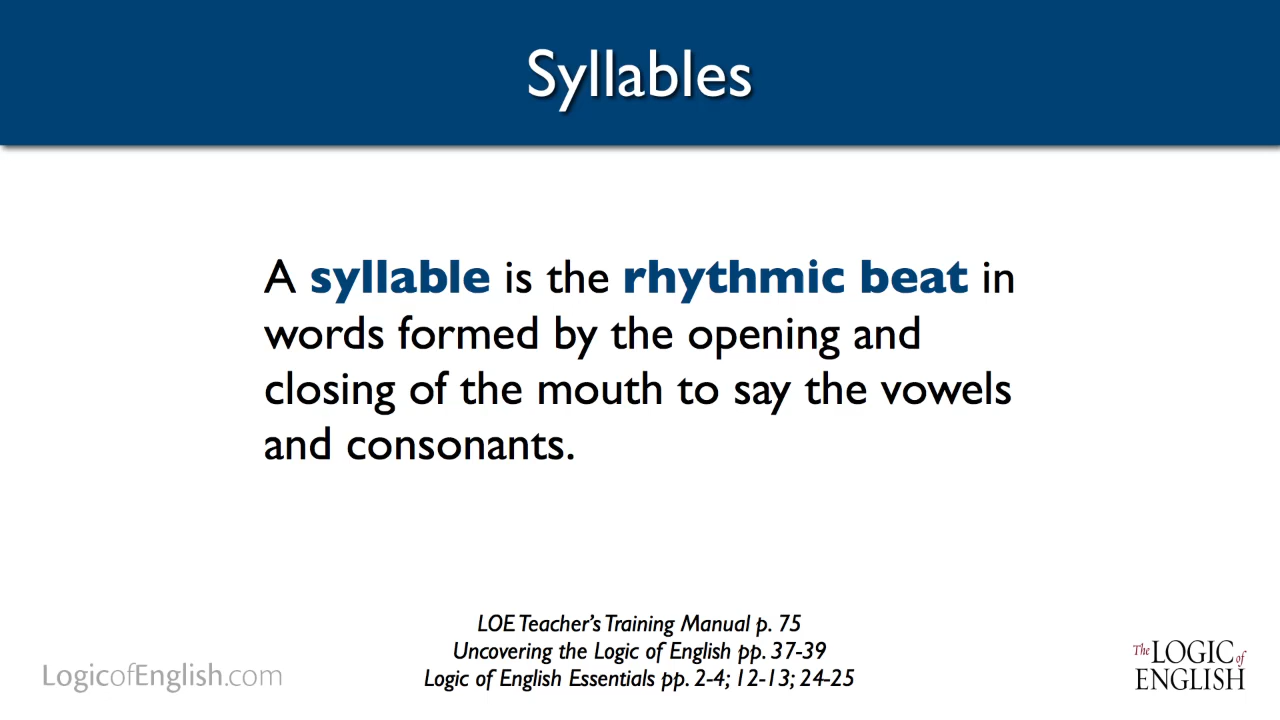 Syllables
A syllable is the rhythmic beat in
words formed by the opening and
closing of the mouth to say the vowels
and consonants.
LOE Teacher's Training Manual p. 75
Uncovering the Logic of English pp. 37-39
Logic of English Essentials pp. 2-4; 12-13; 24-25
LogicofEnglish.com
The LOGIC of
ENGLISH